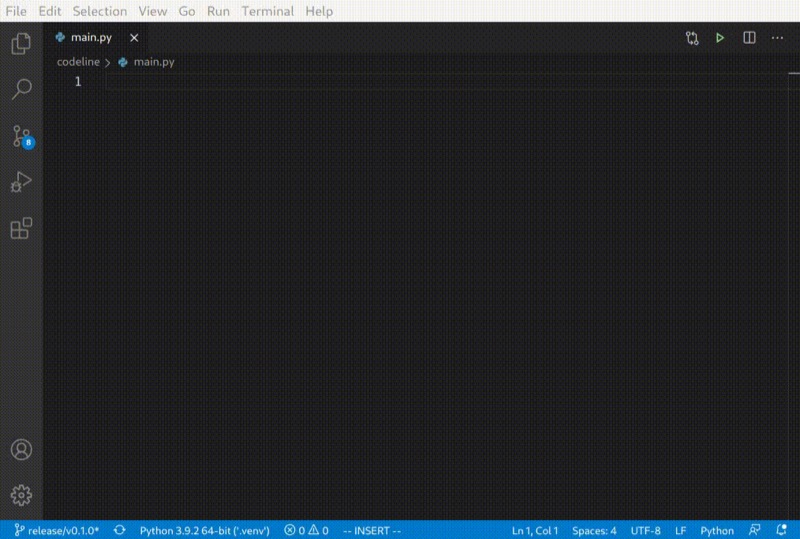 File Edit Selection View Go Run Terminal Help
main.py
codeline > main.py
1
8
release/v0.1.0* Python 3.9.2 64-bit ('.venv') 0 0 -- INSERT -- Ln 1, Col 1 Spaces: 4 UTF-8 LF Python